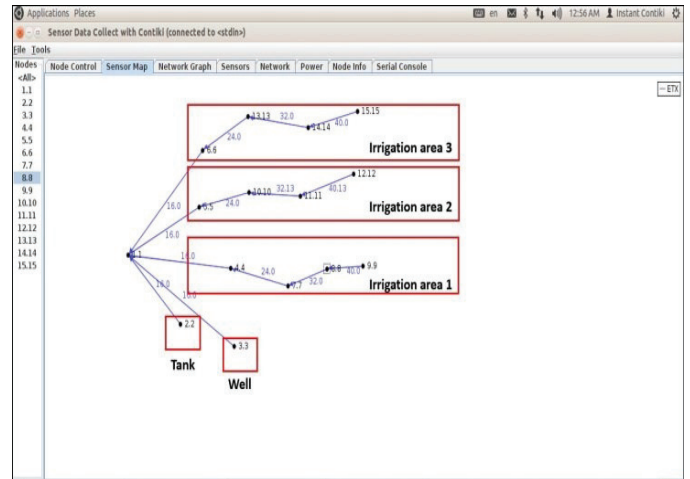 Applications Places
en 12:56 AM Instant Contiki
Sensor Data Collect with Contiki (connected to <stdin>)
File Tools
Nodes
Node Control Sensor Map Network Graph Sensors Network Power Node Info Serial Console
<All>
1.1
2.2
3.3
4.4
5.5
6.6
7.7
8.8
9.9
10.10
11.11
12.12
13.13
14.14
15.15
ETX
15.15
13.13 32.0
14.14 40.0
24.0
6.6
Irrigation area 3
12.12
10.10 32.13 40.13
11.11
16.0 5.5 24.0
Irrigation area 2
16.0
1.1
16.0
4.4 24.0 8.8 40.0 9.9
7.7 32.0
Irrigation area 1
16.0
16.0
2.2
3.3
Tank
Well